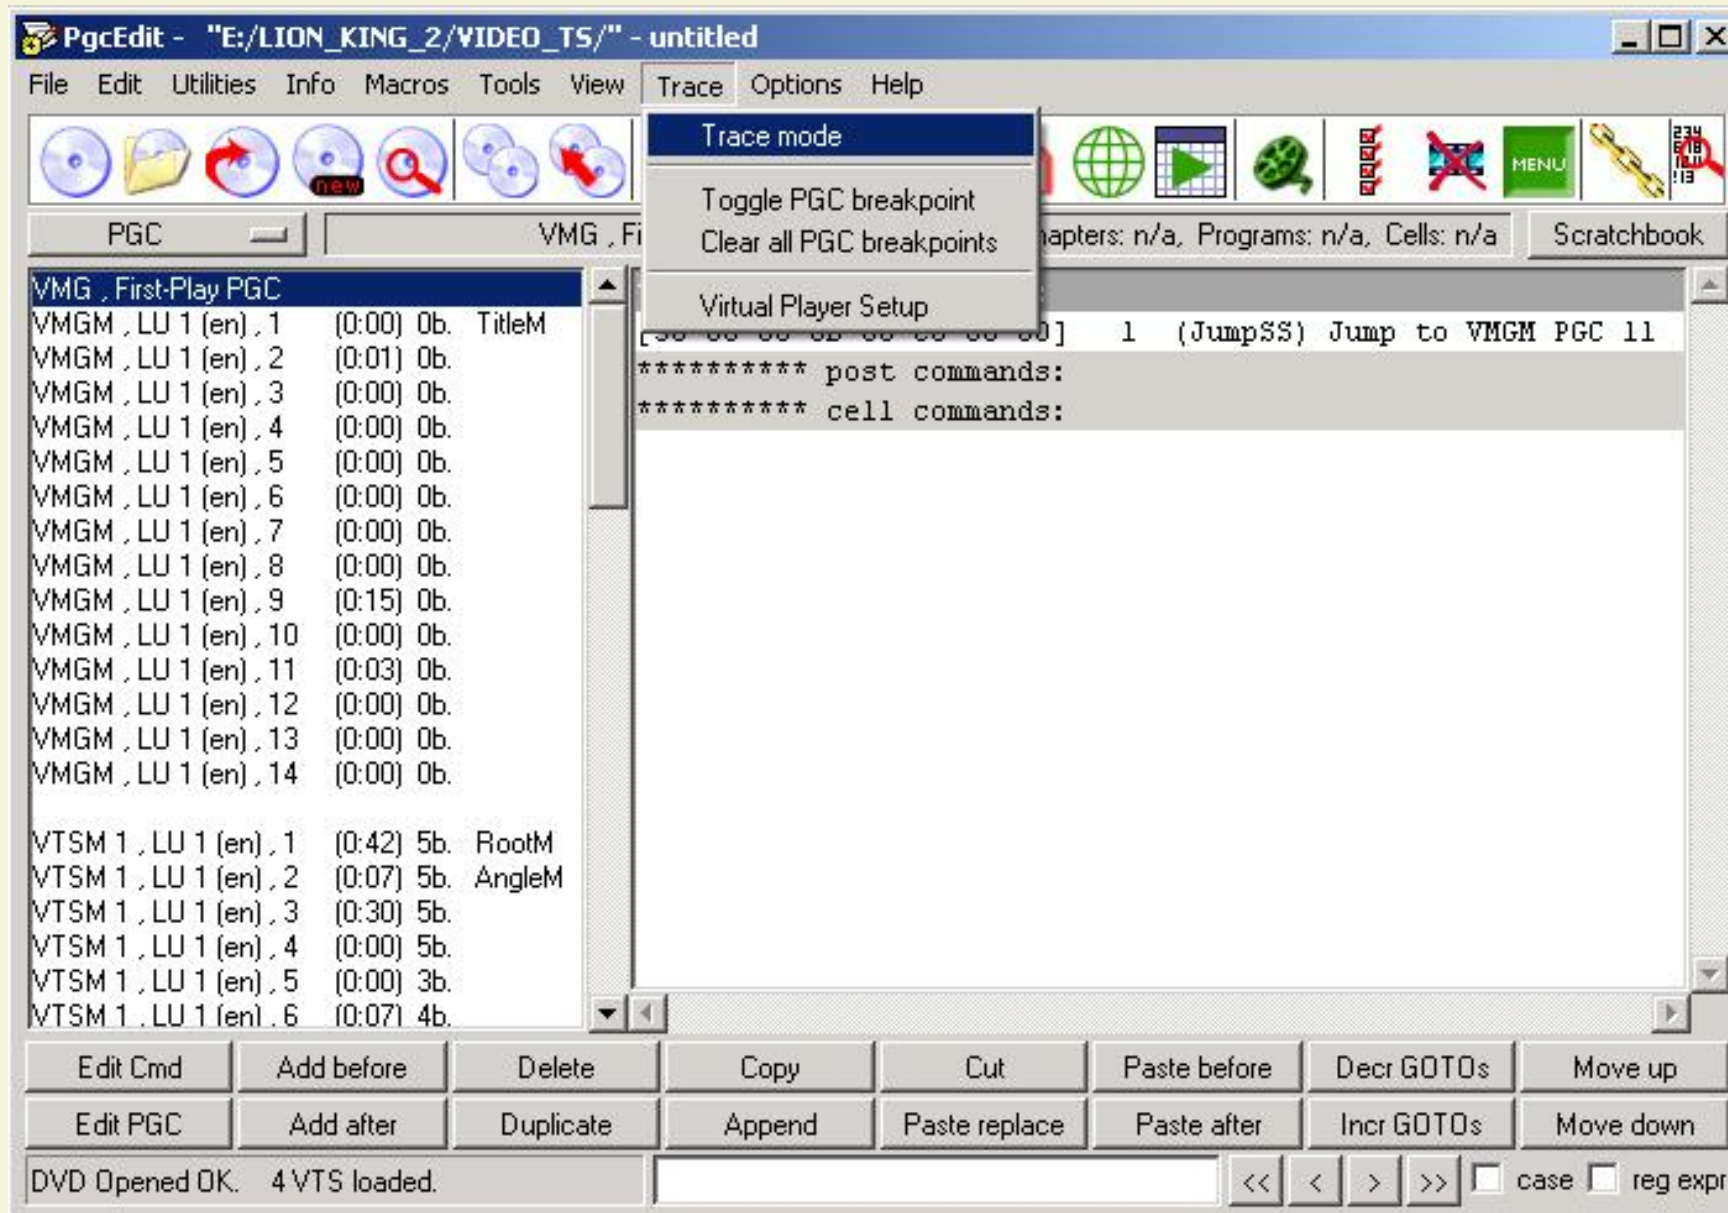 PgcEdit - "E:/LION_KING_2/VIDEO_TS/" - untitled
File Edit Utilities Info Macros Tools View Trace Options Help
Trace mode
Toggle PGC breakpoint
Clear all PGC breakpoints
Virtual Player Setup
new
MENU
PGC
VMG , Fi
hapters: n/a, Programs: n/a, Cells: n/a
Scratchbook
VMG , First-Play PGC
VMGM , LU 1 (en) , 1 (0:00) 0b. TitleM
VMGM , LU 1 (en) , 2 (0:01) 0b.
VMGM , LU 1 (en) , 3 (0:00) 0b.
VMGM , LU 1 (en) , 4 (0:00) 0b.
VMGM , LU 1 (en) , 5 (0:00) 0b.
VMGM , LU 1 (en) , 6 (0:00) 0b.
VMGM , LU 1 (en) , 7 (0:00) 0b.
VMGM , LU 1 (en) , 8 (0:00) 0b.
VMGM , LU 1 (en) , 9 (0:15) 0b.
VMGM , LU 1 (en) , 10 (0:00) 0b.
VMGM , LU 1 (en) , 11 (0:03) 0b.
VMGM , LU 1 (en) , 12 (0:00) 0b.
VMGM , LU 1 (en) , 13 (0:00) 0b.
VMGM , LU 1 (en) , 14 (0:00) 0b.
VTSM 1 , LU 1 (en) , 1 (0:42) 5b. RootM
VTSM 1 , LU 1 (en) , 2 (0:07) 5b. AngleM
VTSM 1 , LU 1 (en) , 3 (0:30) 5b.
VTSM 1 , LU 1 (en) , 4 (0:00) 5b.
VTSM 1 , LU 1 (en) , 5 (0:00) 3b.
VTSM 1 , LU 1 (en) , 6 (0:07) 4b.
1 (JumpSS) Jump to VMGM PGC 11
********** post commands:
********** cell commands:
Edit Cmd Add before Delete Copy Cut Paste before Decr GOTOs Move up
Edit PGC Add after Duplicate Append Paste replace Paste after Incr GOTOs Move down
DVD Opened OK. 4 VTS loaded. << < > >> case reg expr